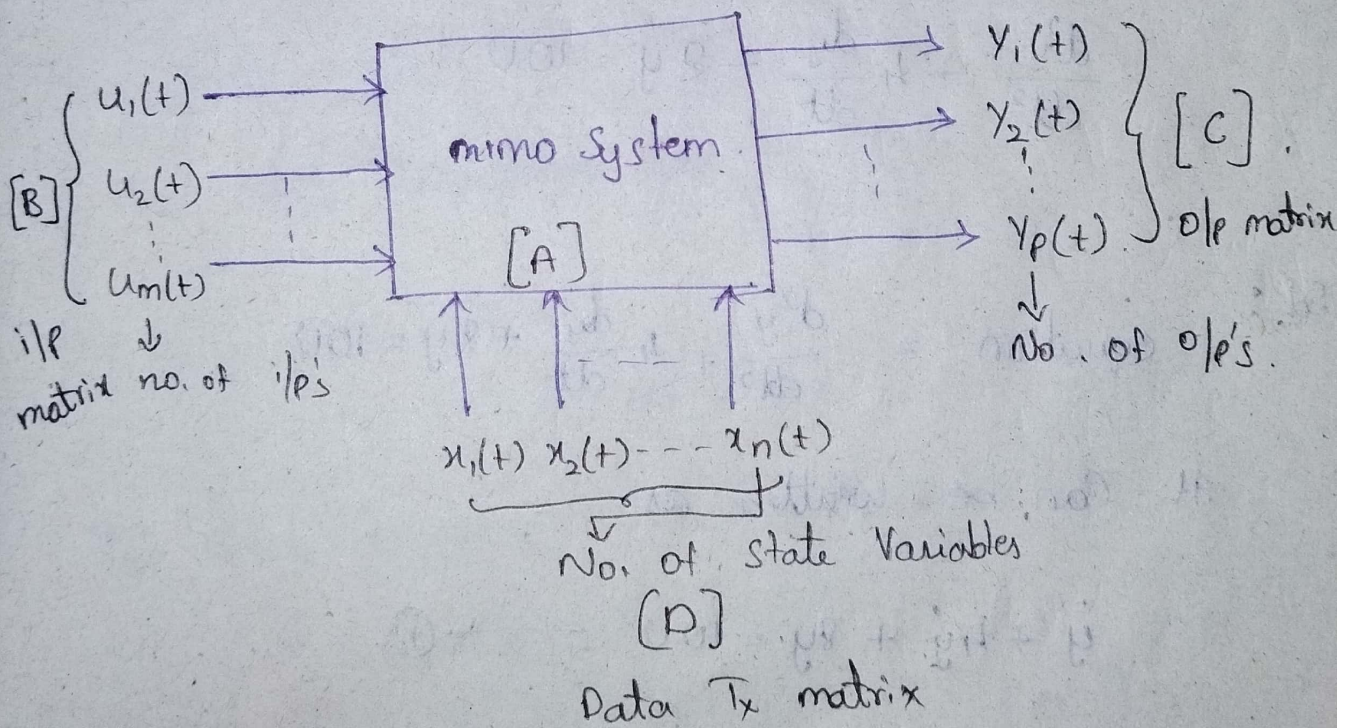 [B]
u₁(t)
u₂(t)
um(t)
i/p
matrix no. of i/p's
mimo System.
[A]
Y₁(t)
Y₂(t)
Yp(t).
[C].
o/p matrix
No. of o/p's.
x₁(t) x₂(t)--- xn(t)
No. of state Variables
[D]
Data Tx matrix